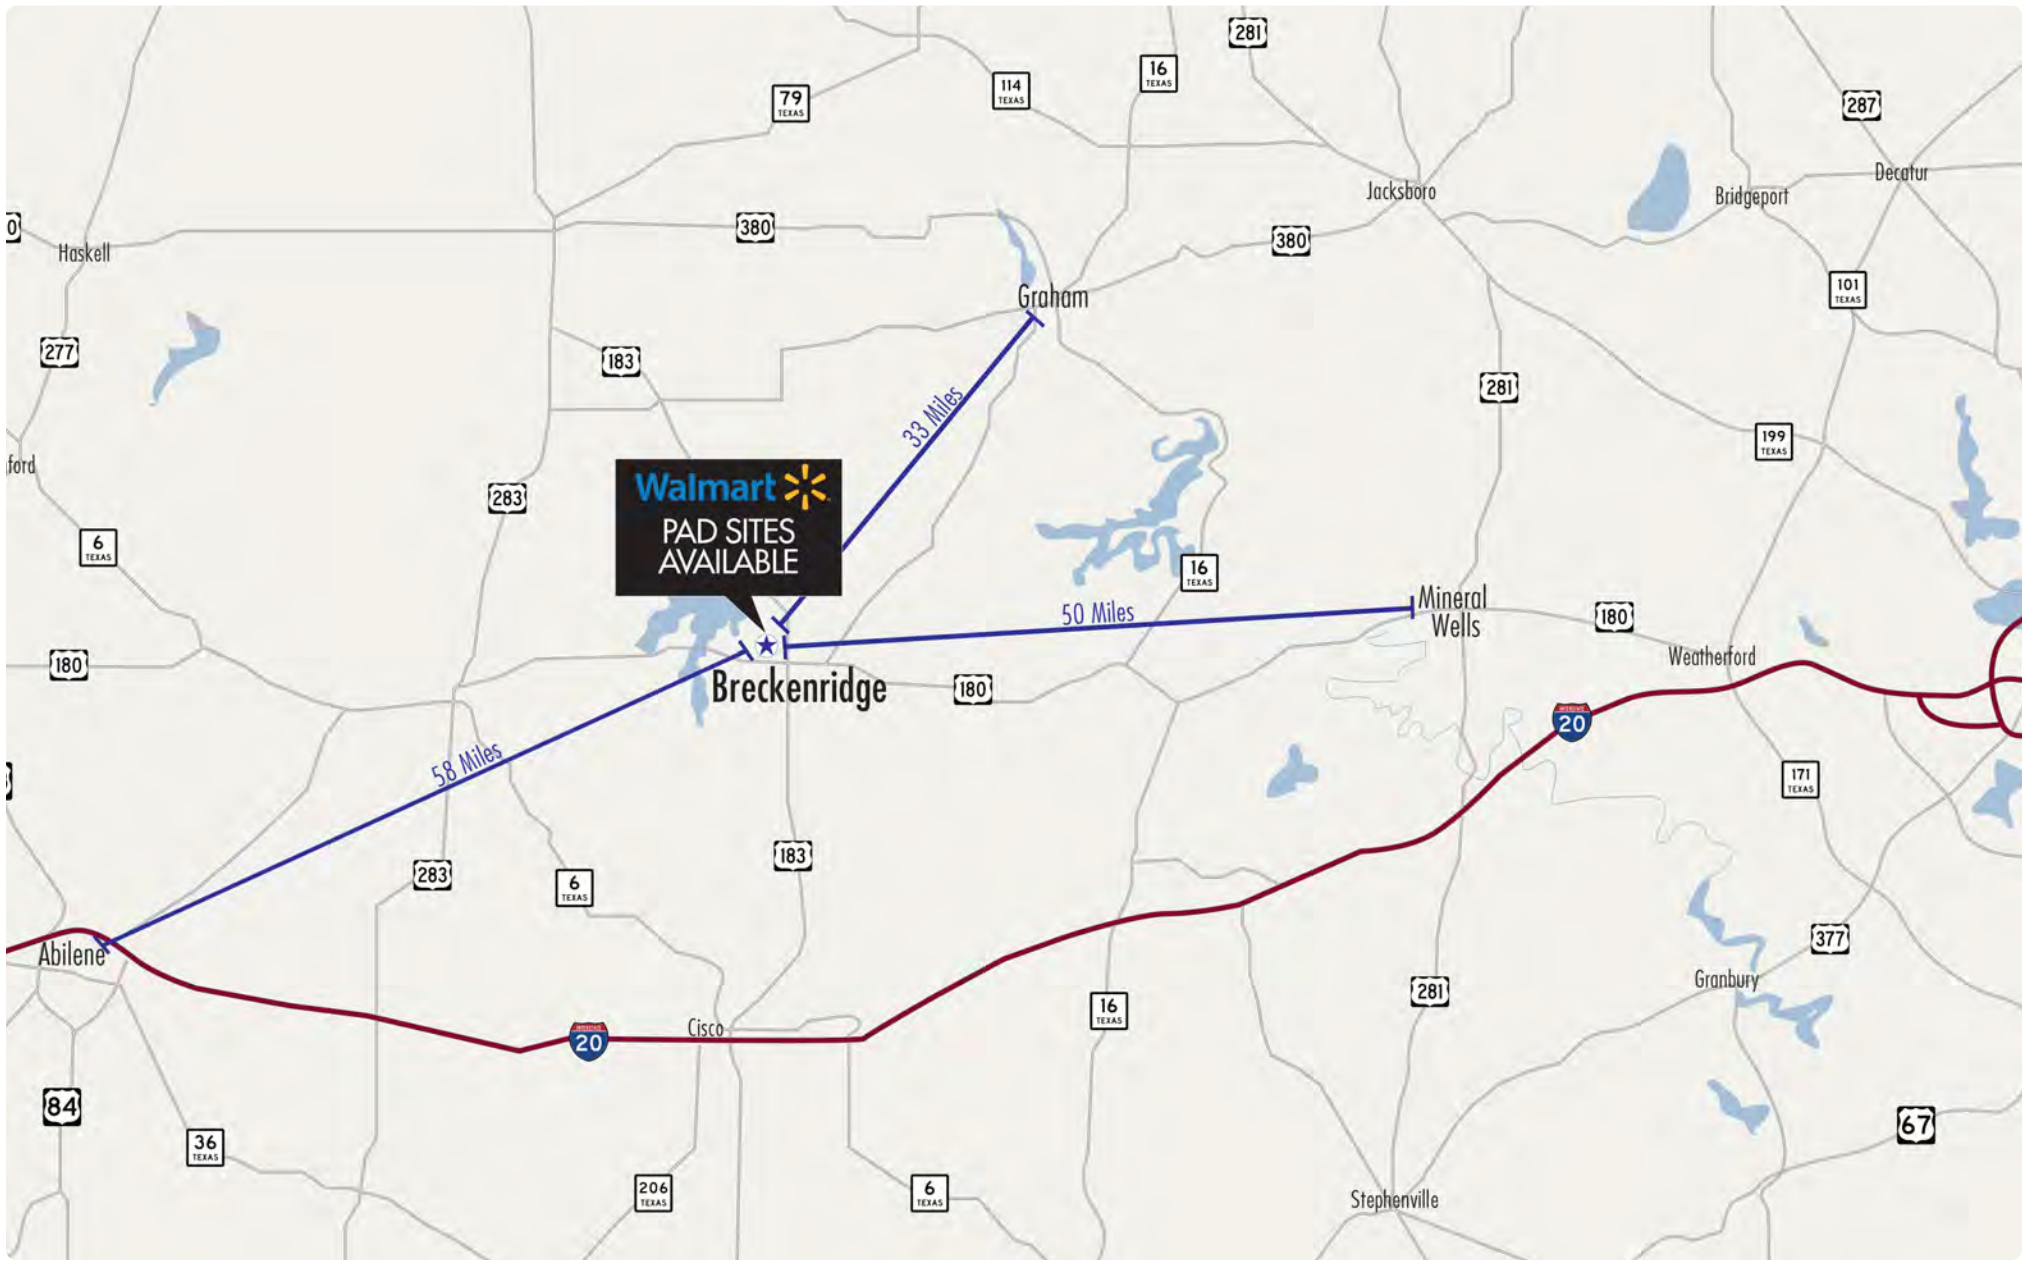 281
16
TEXAS
114
TEXAS
79
TEXAS
287
Decatur
Jacksboro
Bridgeport
0
380
380
Haskell
101
TEXAS
Graham
277
183
281
33 Miles
199
TEXAS
ford
Walmart
PAD SITES
AVAILABLE
283
6
TEXAS
16
TEXAS
Mineral
Wells
50 Miles
180
180
Weatherford
Breckenridge
180
20
58 Miles
171
TEXAS
183
283
6
TEXAS
377
Abilene
Granbury
281
16
TEXAS
Cisco
20
84
67
36
TEXAS
206
TEXAS
6
TEXAS
Stephenville